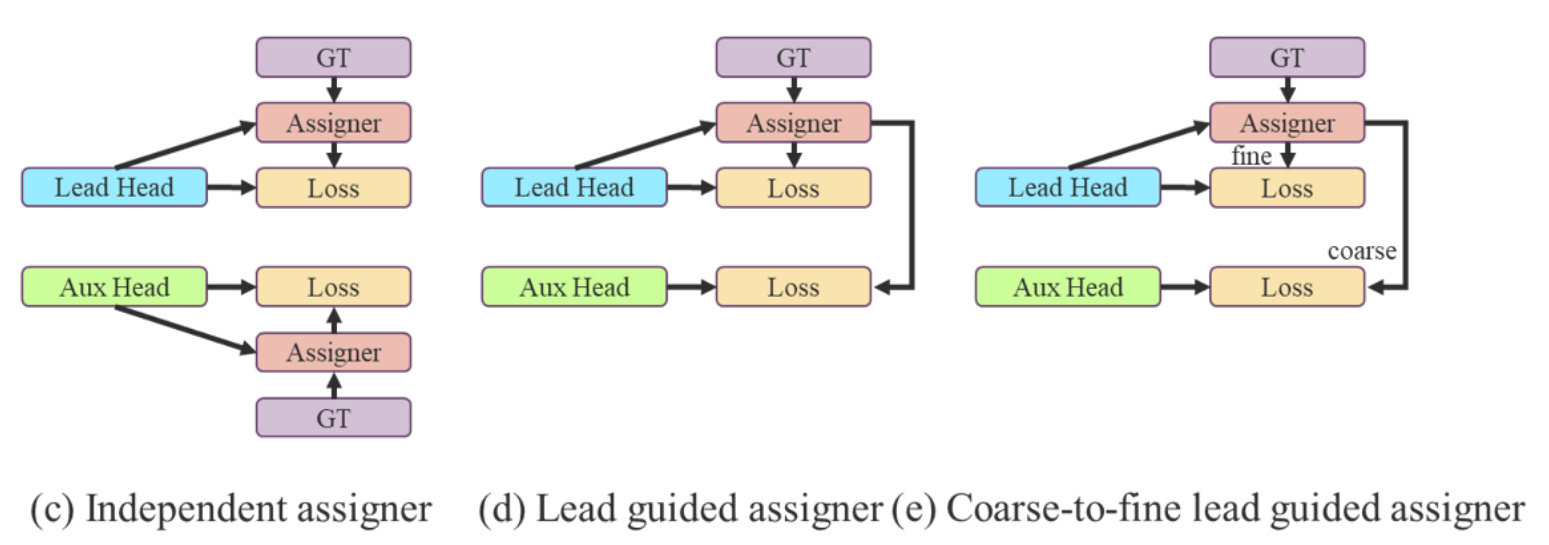 GT
Assigner
Lead Head
Loss
Aux Head
Loss
Assigner
GT
(c) Independent assigner
GT
Assigner
Lead Head
Loss
Aux Head
Loss
(d) Lead guided assigner
GT
Assigner
fine
Lead Head
Loss
coarse
Aux Head
Loss
(e) Coarse-to-fine lead guided assigner